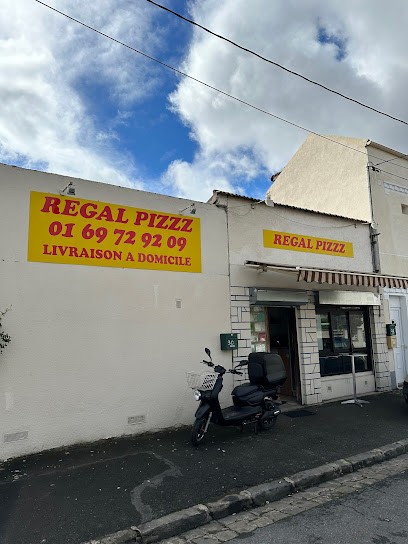 REGAL PIZZZ
01 69 72 92 09
LIVRAISON A DOMICILE
REGAL PIZZZ